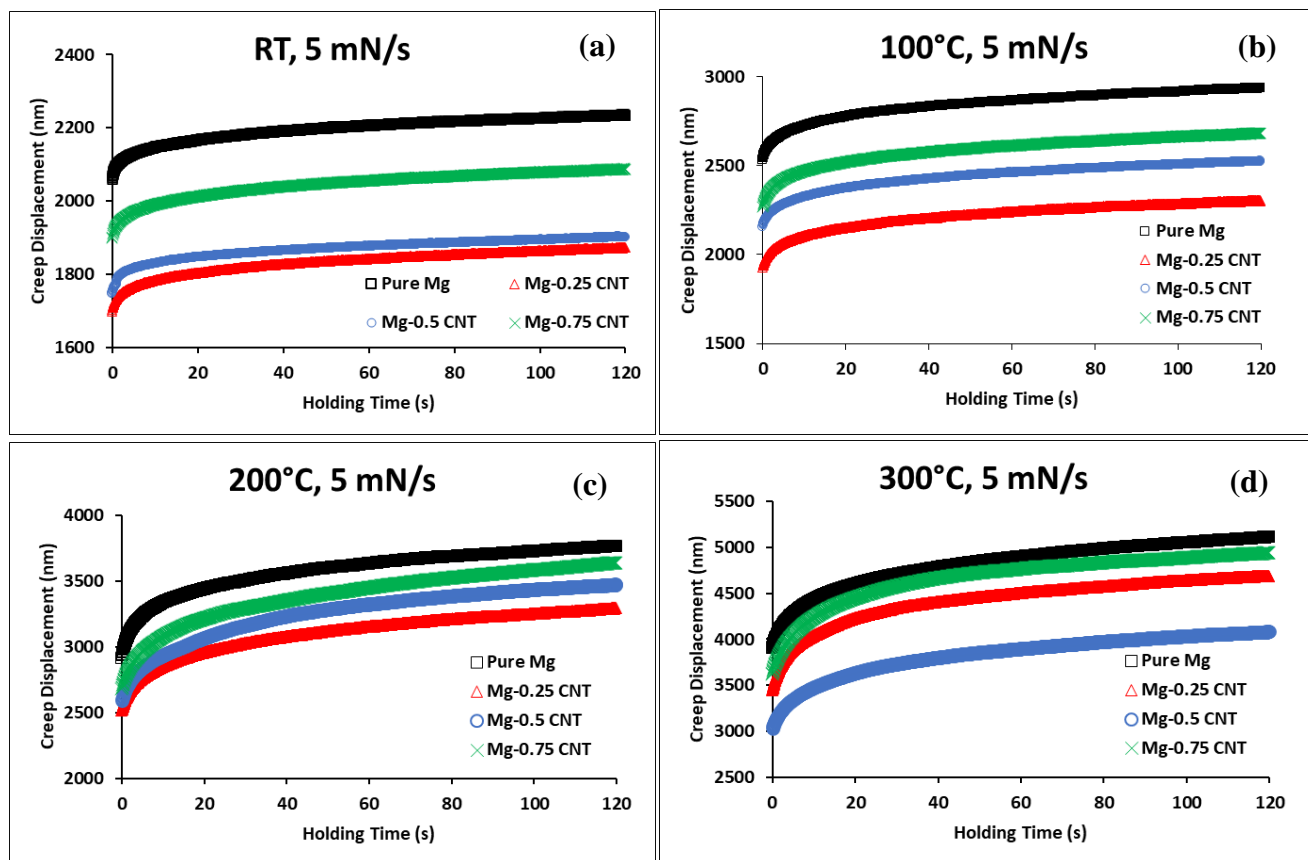 RT, 5 mN/s
(a)
2400
2200
2000
1800
1600
Creep Displacement (nm)
Pure Mg
Mg-0.25 CNT
Mg-0.5 CNT
Mg-0.75 CNT
0 20 40 60 80 100 120
Holding Time (s)
100°C, 5 mN/s
(b)
3000
2500
2000
1500
Creep Displacement (nm)
Pure Mg
Mg-0.25 CNT
Mg-0.5 CNT
Mg-0.75 CNT
0 20 40 60 80 100 120
Holding Time (s)
200°C, 5 mN/s
(c)
4000
3500
3000
2500
2000
Creep Displacement (nm)
Pure Mg
Mg-0.25 CNT
Mg-0.5 CNT
Mg-0.75 CNT
0 20 40 60 80 100 120
Holding Time (s)
300°C, 5 mN/s
(d)
5500
5000
4500
4000
3500
3000
2500
Creep Displacement (nm)
Pure Mg
Mg-0.25 CNT
Mg-0.5 CNT
Mg-0.75 CNT
0 20 40 60 80 100 120
Holding Time (s)